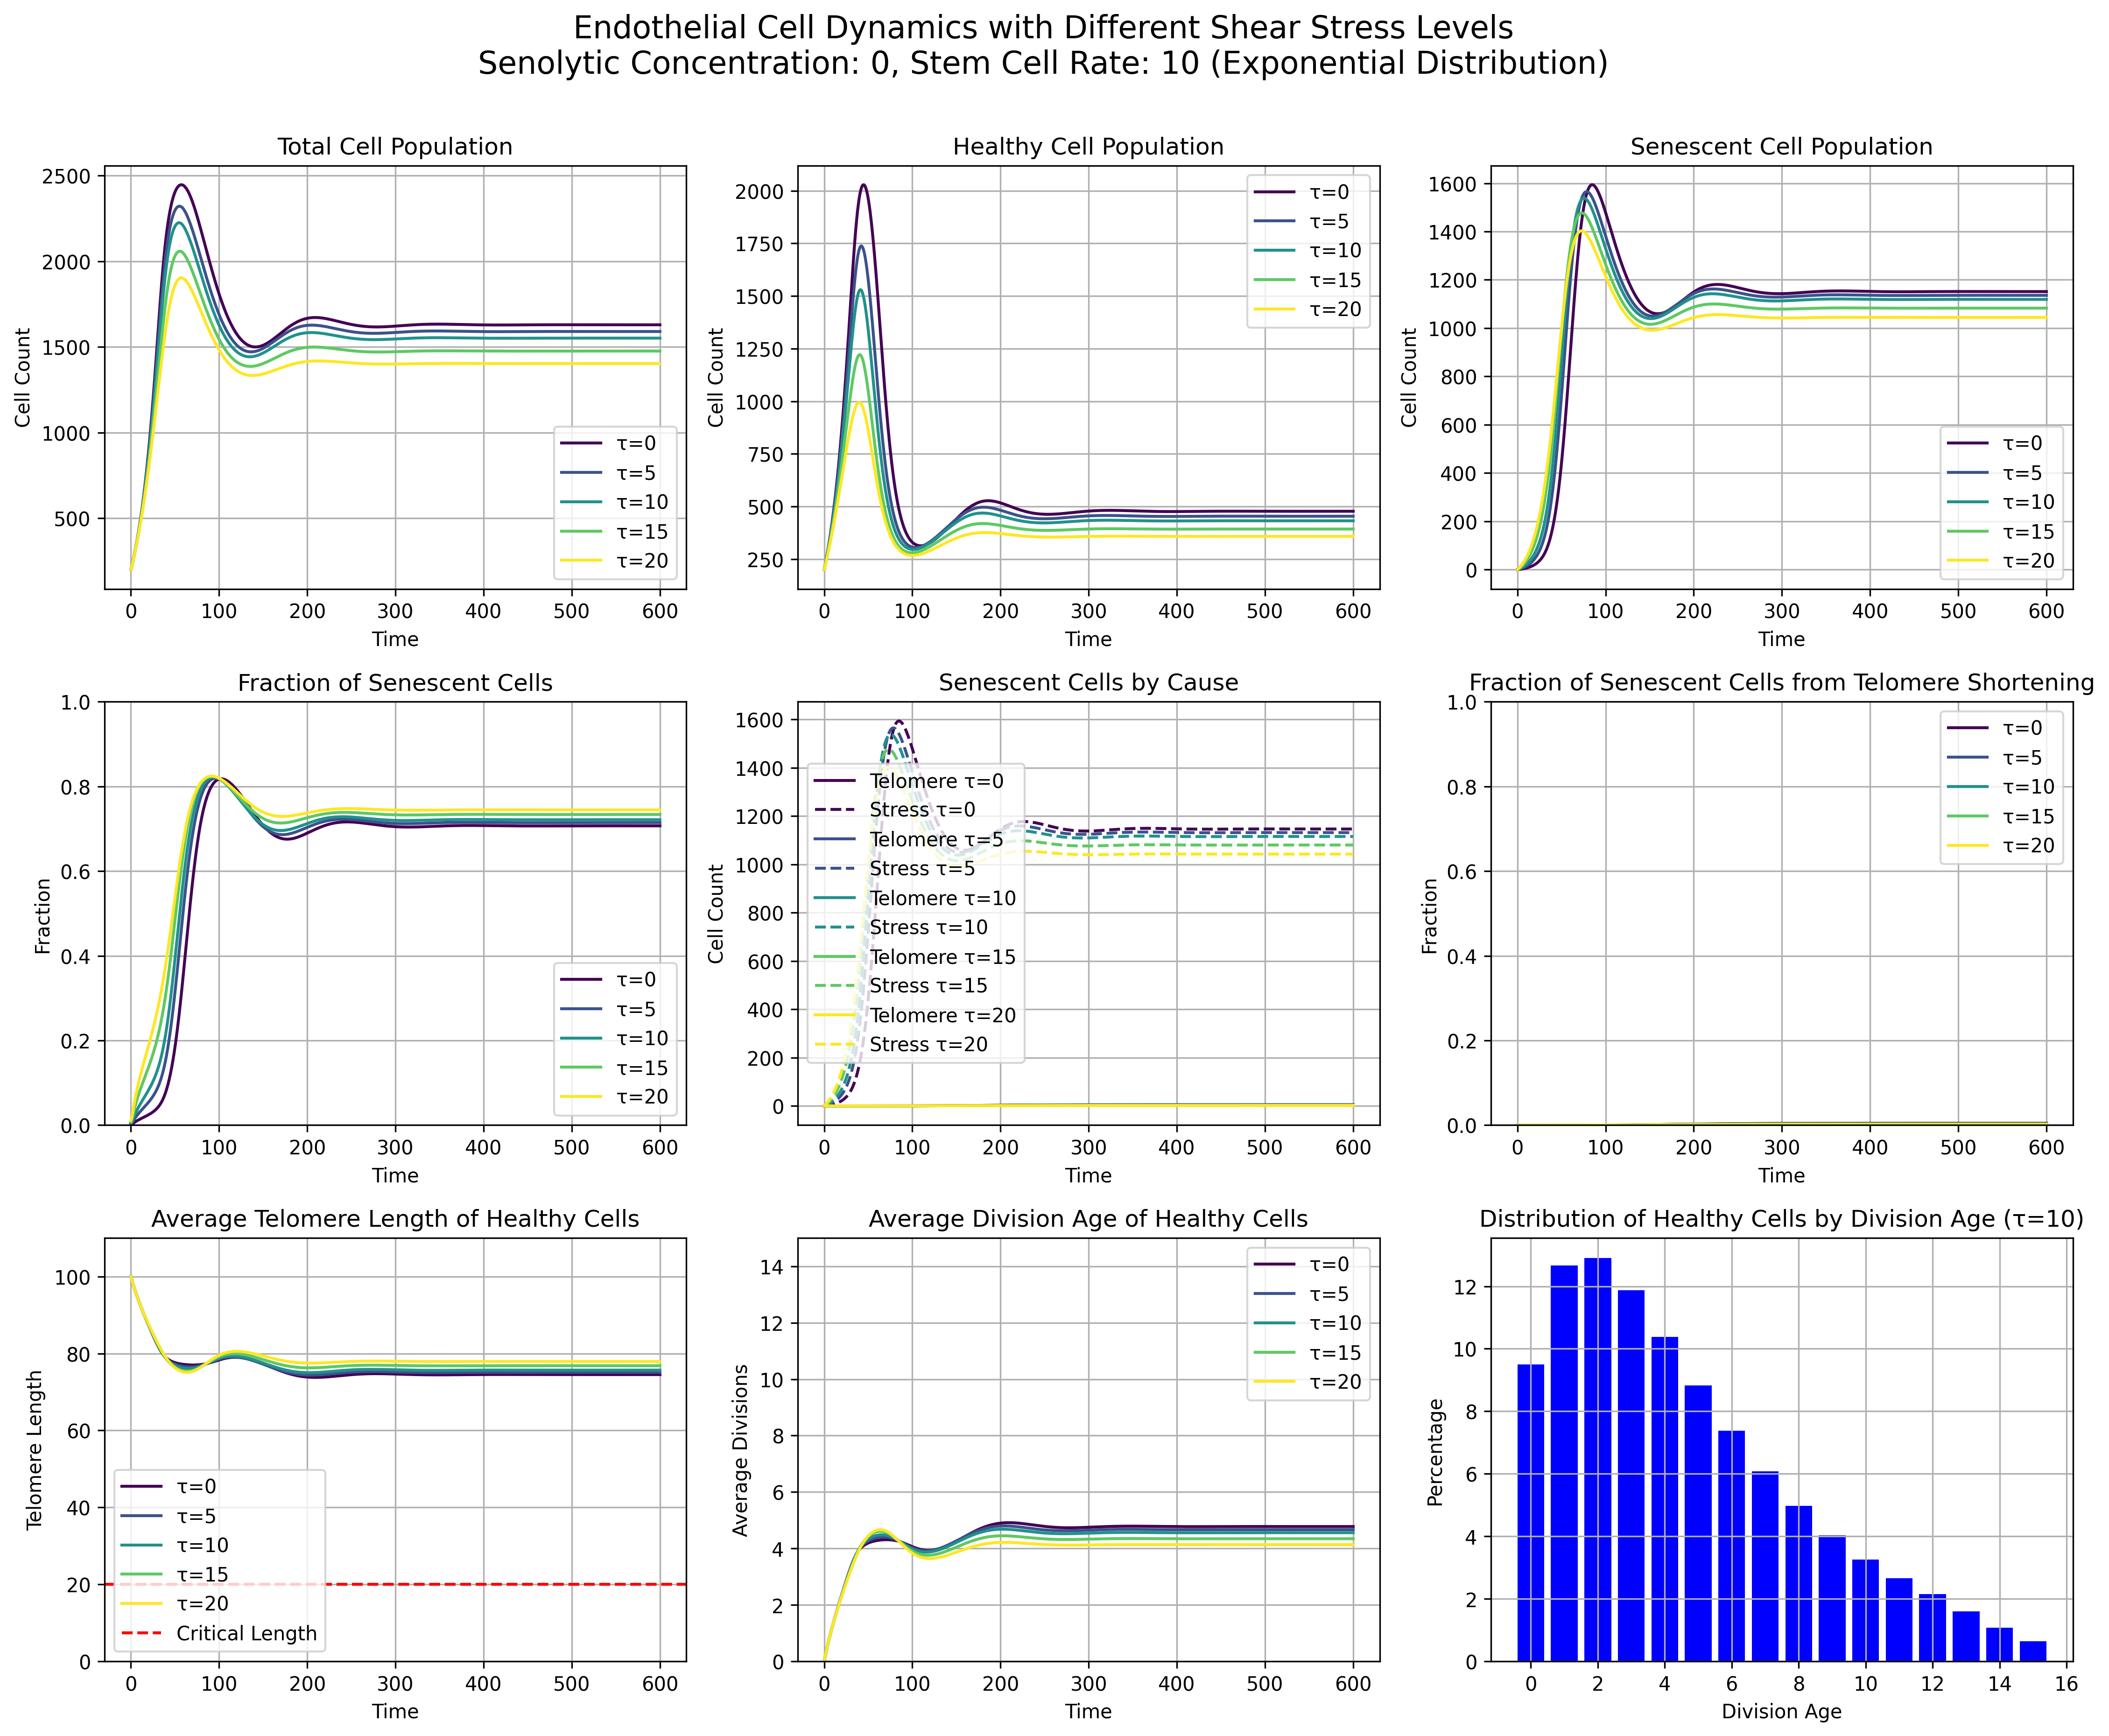 Endothelial Cell Dynamics with Different Shear Stress Levels
Senolytic Concentration: 0, Stem Cell Rate: 10 (Exponential Distribution)
Total Cell Population
2500
2000
1500
1000
500
Cell Count
τ=0
τ=5
τ=10
τ=15
τ=20
0 100 200 300 400 500 600
Time
Healthy Cell Population
2000
1750
1500
1250
1000
750
500
250
Cell Count
τ=0
τ=5
τ=10
τ=15
τ=20
0 100 200 300 400 500 600
Time
Senescent Cell Population
1600
1400
1200
1000
800
600
400
200
0
Cell Count
τ=0
τ=5
τ=10
τ=15
τ=20
0 100 200 300 400 500 600
Time
Fraction of Senescent Cells
1.0
0.8
0.6
0.4
0.2
0.0
Fraction
τ=0
τ=5
τ=10
τ=15
τ=20
0 100 200 300 400 500 600
Time
Senescent Cells by Cause
1600
1400
1200
1000
800
600
400
200
0
Cell Count
Telomere τ=0
Stress τ=0
Telomere τ=5
Stress τ=5
Telomere τ=10
Stress τ=10
Telomere τ=15
Stress τ=15
Telomere τ=20
Stress τ=20
0 100 200 300 400 500 600
Time
Fraction of Senescent Cells from Telomere Shortening
1.0
0.8
0.6
0.4
0.2
0.0
Fraction
τ=0
τ=5
τ=10
τ=15
τ=20
0 100 200 300 400 500 600
Time
Average Telomere Length of Healthy Cells
100
80
60
40
20
0
Telomere Length
τ=0
τ=5
τ=10
τ=15
τ=20
Critical Length
0 100 200 300 400 500 600
Time
Average Division Age of Healthy Cells
14
12
10
8
6
4
2
0
Average Divisions
τ=0
τ=5
τ=10
τ=15
τ=20
0 100 200 300 400 500 600
Time
Distribution of Healthy Cells by Division Age (τ=10)
12
10
8
6
4
2
0
Percentage
0 2 4 6 8 10 12 14 16
Division Age